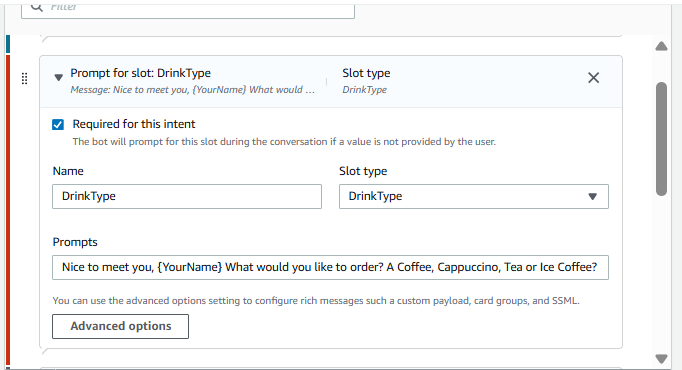 Filter
Prompt for slot: DrinkType
Message: Nice to meet you, {YourName} What would ...
Slot type
DrinkType
Required for this intent
The bot will prompt for this slot during the conversation if a value is not provided by the user.
Name
Slot type
DrinkType
DrinkType
Prompts
Nice to meet you, {YourName} What would you like to order? A Coffee, Cappuccino, Tea or Ice Coffee?
You can use the advanced options setting to configure rich messages such a custom payload, card groups, and SSML.
Advanced options